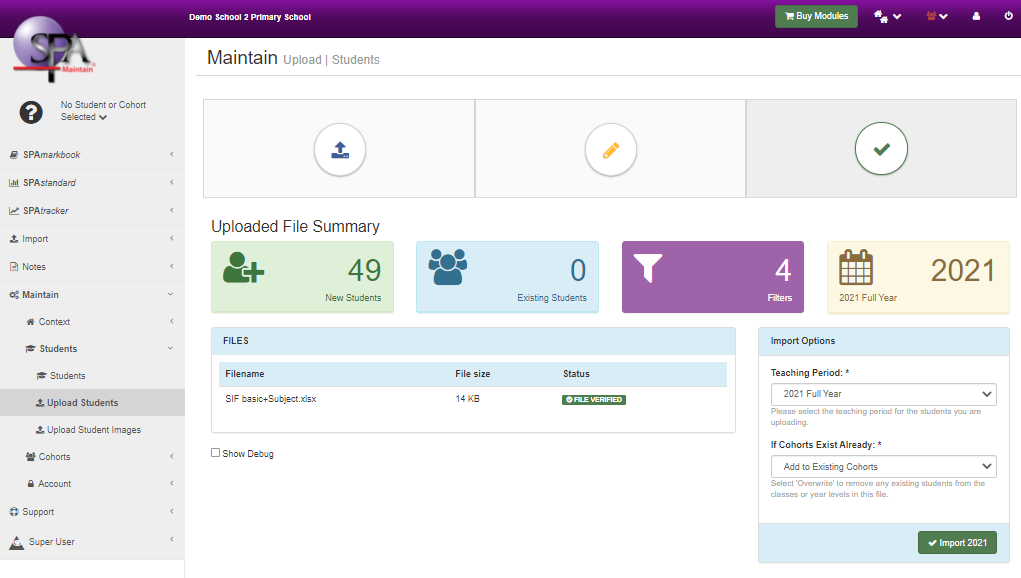 Demo School 2 Primary School
Buy Modules
SPA
Maintain
Maintain Upload | Students
No Student or Cohort
Selected
SPAmarkbook
SPAstandard
SPAtracker
Import
Notes
Maintain
Context
Students
Students
Upload Students
Upload Student Images
Cohorts
Account
Support
Super User
Uploaded File Summary
49
New Students
0
Existing Students
4
Filters
2021
2021 Full Year
FILES
Filename File size Status
SIF basic+Subject.xlsx 14 KB FILE VERIFIED
Show Debug
Import Options
Teaching Period: *
2021 Full Year
Please select the teaching period for the students you are
uploading.
If Cohorts Exist Already: *
Add to Existing Cohorts
Select 'Overwrite' to remove any existing students from the
classes or year levels in this file.
Import 2021